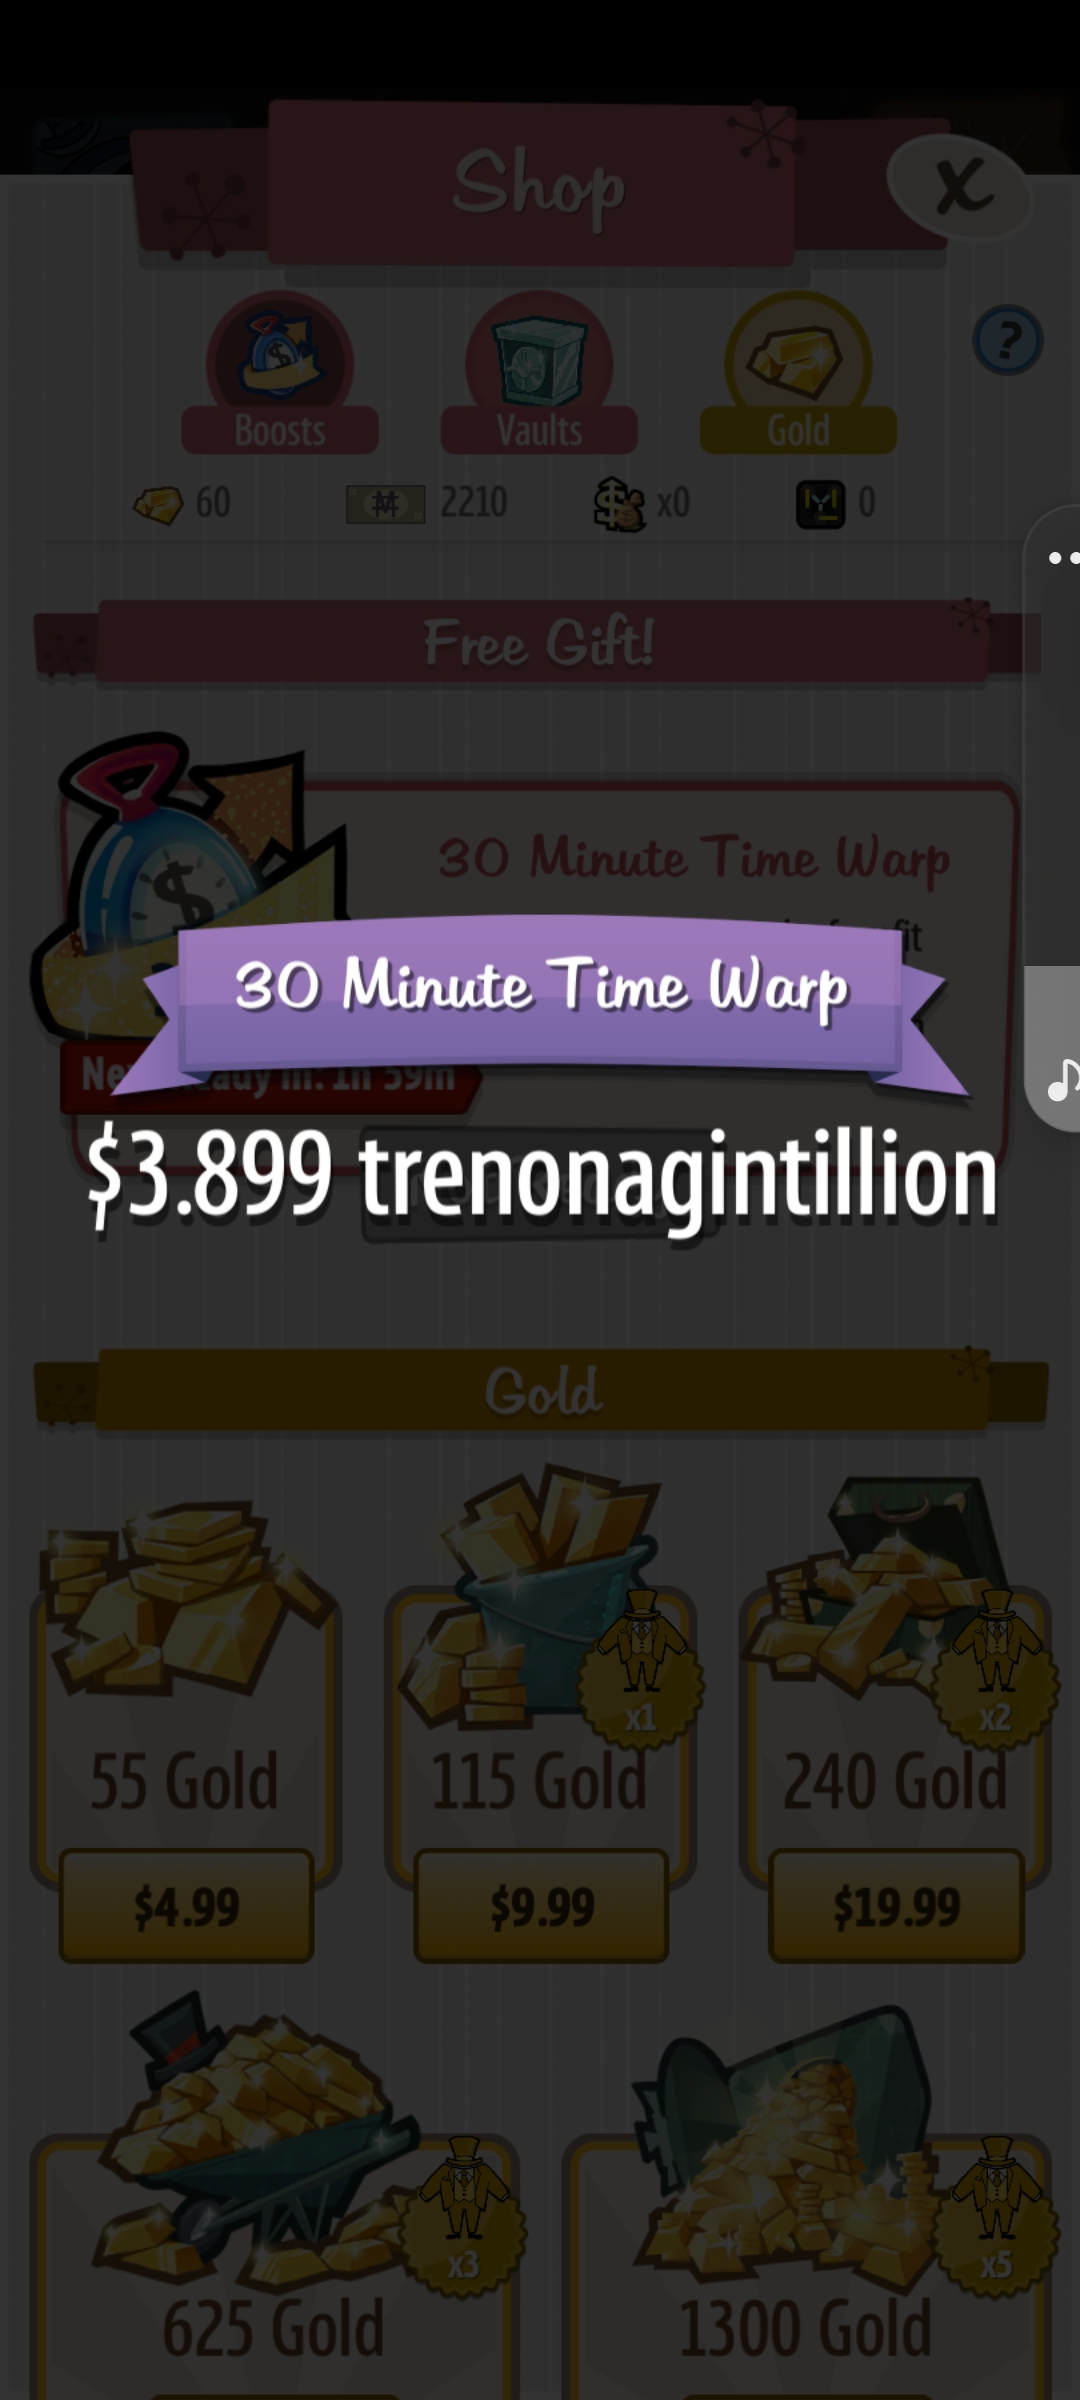 Shop
X
?
Boosts Vaults Gold
60 2210 x0 0
Free Gift!
30 Minute Time Warp
30 Minute Time Warp
in: 1h 59m
$3.899 trenonagintillion
Gold
x1 x2
55 Gold 115 Gold 240 Gold
$4.99 $9.99 $19.99
x3 x5
625 Gold 1300 Gold